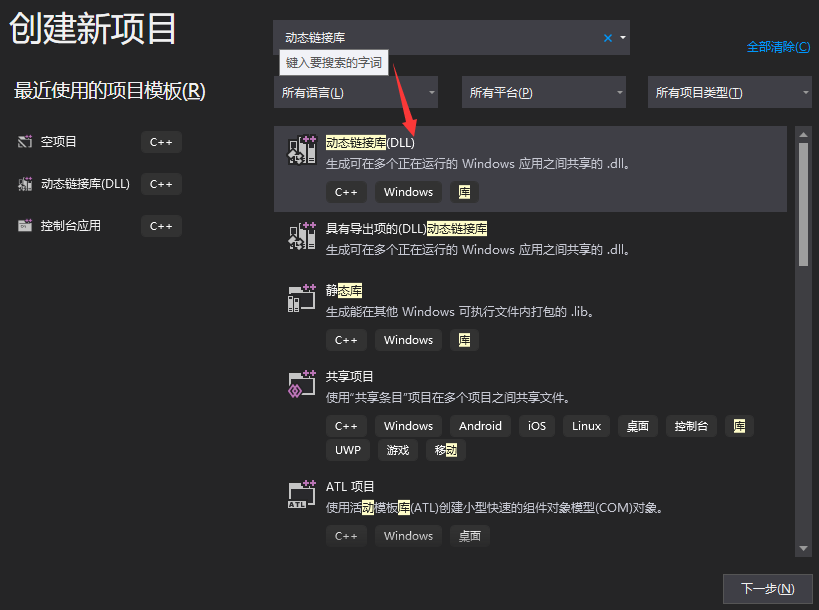 创建新项目
最近使用的项目模板(R)
空项目 C++
动态链接库(DLL) C++
控制台应用 C++
动态链接库
键入要搜索的字词
全部清除(C)
所有语言(L) 所有平台(P) 所有项目类型(T)
动态链接库(DLL)
生成可在多个正在运行的 Windows 应用之间共享的 .dll。
C++ Windows 库
具有导出项的(DLL)动态链接库
生成可在多个正在运行的 Windows 应用之间共享的 .dll。
静态库
生成能在其他 Windows 可执行文件内打包的 .lib。
C++ Windows 库
共享项目
使用“共享条目”项目在多个项目之间共享文件。
C++ Windows Android iOS Linux 桌面 控制台 库
UWP 游戏 移动
ATL 项目
使用活动模板库(ATL)创建小型快速的组件对象模型(COM)对象。
C++ Windows 桌面
下一步(N)